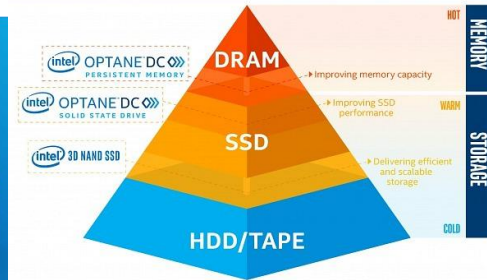 HOT
MEMORY
DRAM
intel OPTANE DC
PERSISTENT MEMORY
Improving memory capacity
intel OPTANE DC
SOLID STATE DRIVE
Improving SSD
performance
WARM
STORAGE
SSD
intel 3D NAND SSD
Delivering efficient
and scalable
storage
HDD/TAPE
COLD